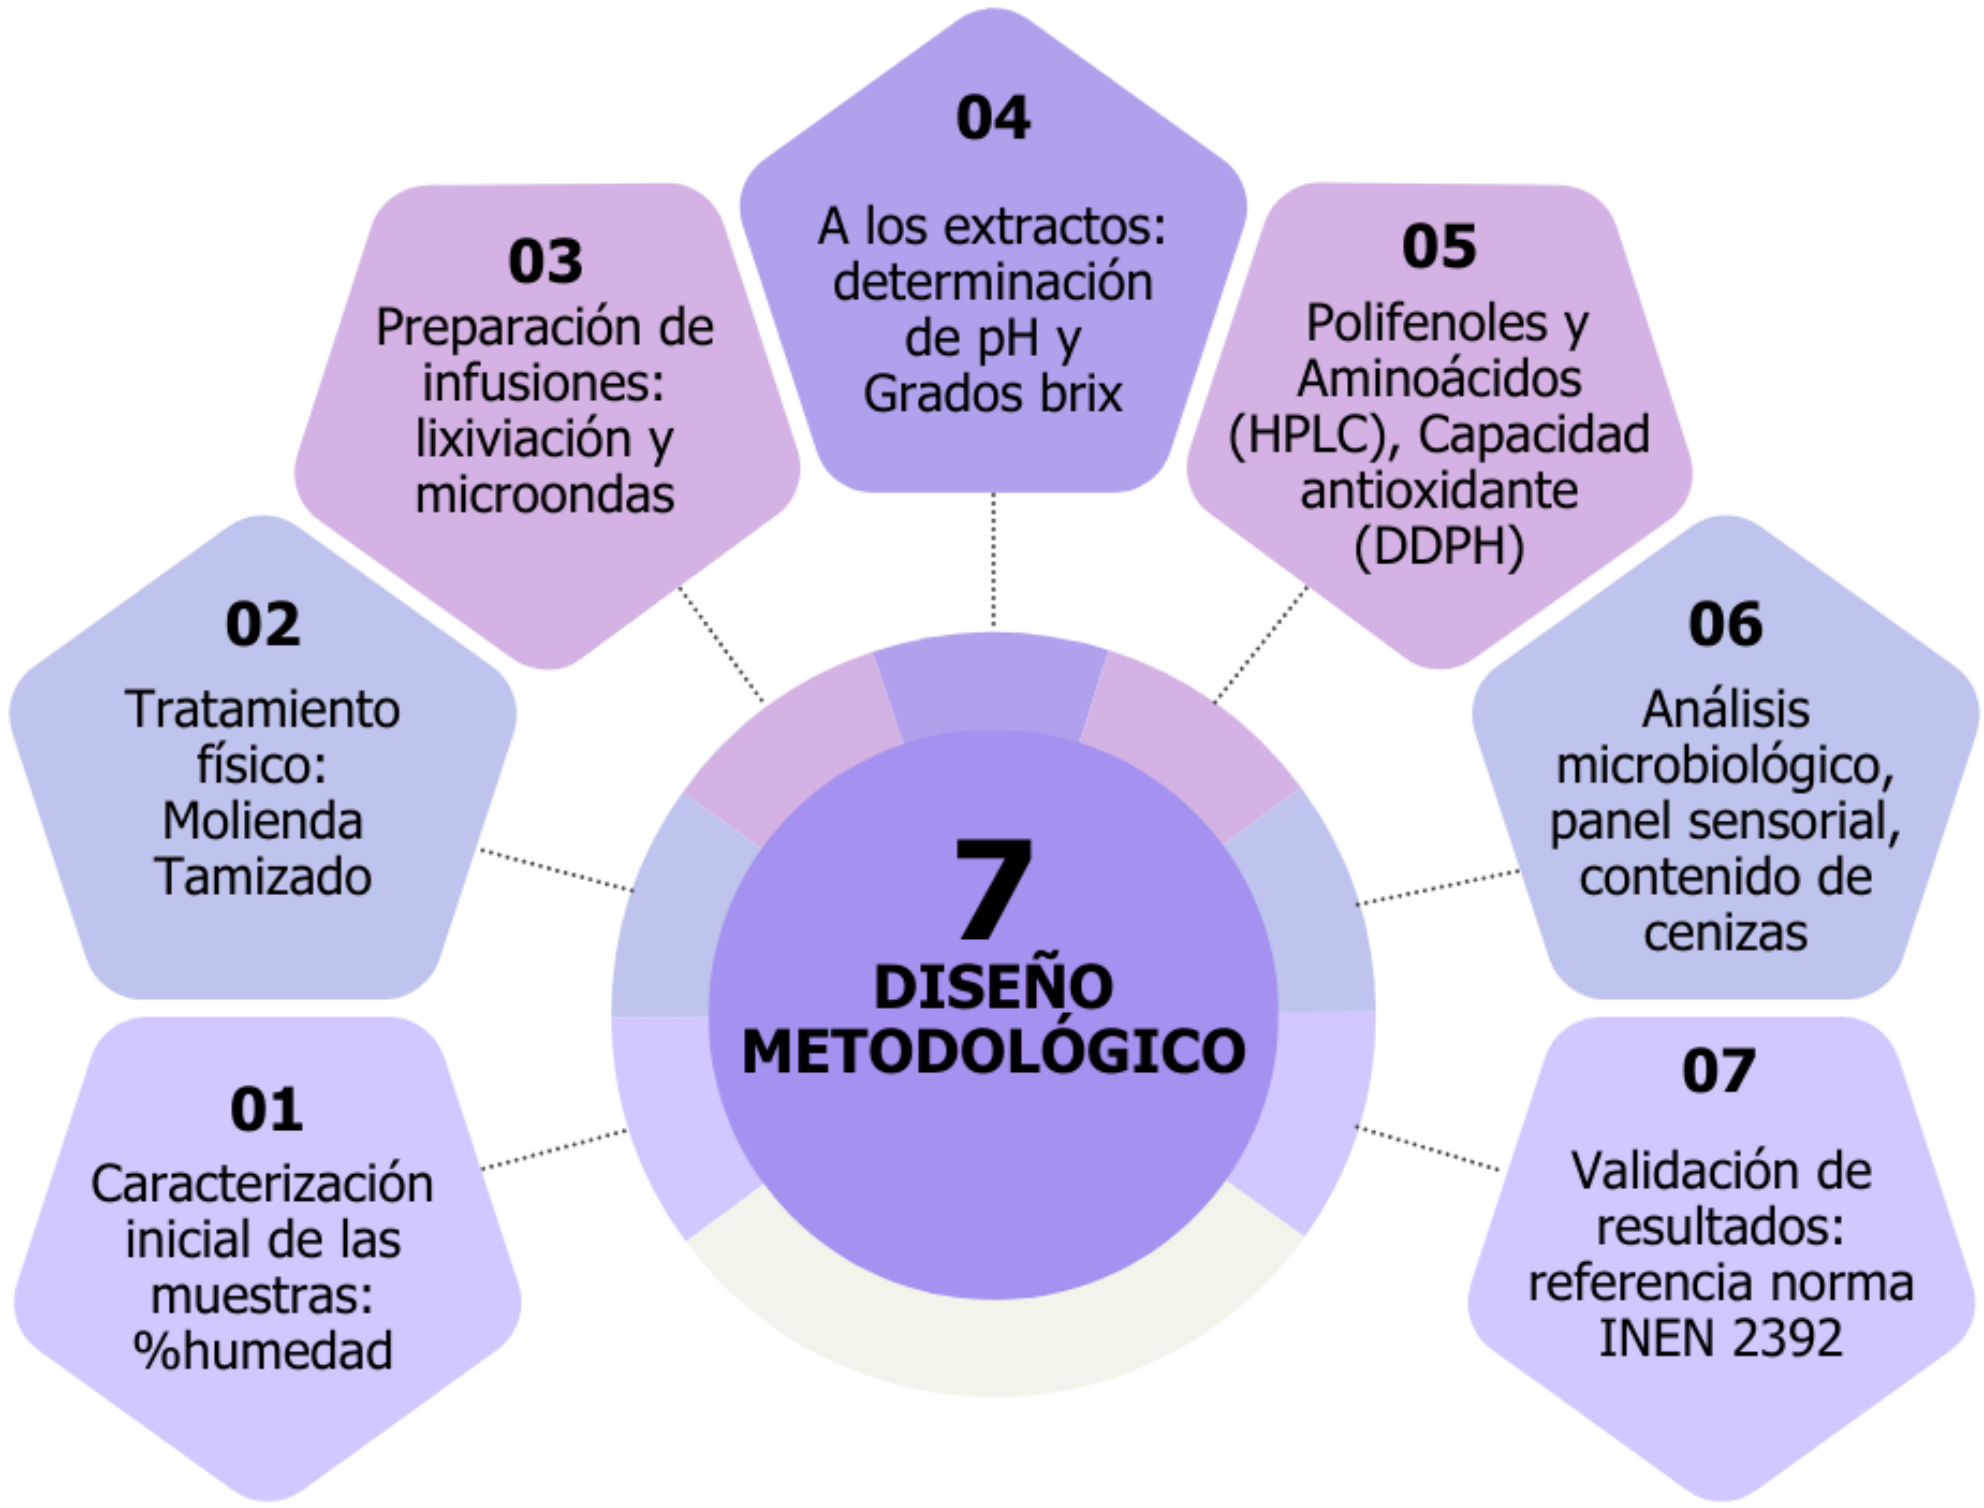 7
DISEÑO
METODOLÓGICO
01
Caracterización
inicial de las
muestras:
%humedad
02
Tratamiento
físico:
Molienda
Tamizado
03
Preparación de
infusiones:
lixiviación y
microondas
04
A los extractos:
determinación
de pH y
Grados brix
05
Polifenoles y
Aminoácidos
(HPLC), Capacidad
antioxidante
(DDPH)
06
Análisis
microbiológico,
panel sensorial,
contenido de
cenizas
07
Validación de
resultados:
referencia norma
INEN 2392